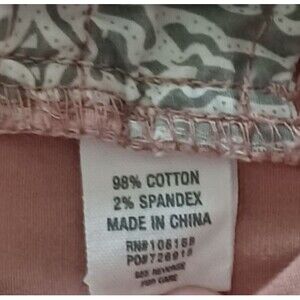 98% COTTON
2% SPANDEX
MADE IN CHINA
SEE REVERSE
FOR CARE